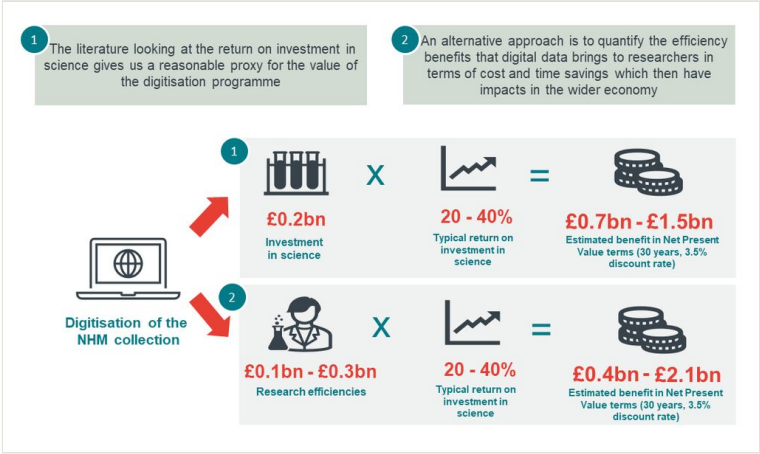 1
The literature looking at the return on investment in
science gives us a reasonable proxy for the value of
the digitisation programme
2
An alternative approach is to quantify the efficiency
benefits that digital data brings to researchers in
terms of cost and time savings which then have
impacts in the wider economy
Digitisation of the
NHM collection
1
£0.2bn
Investment
in science
X
20 - 40%
Typical return on
investment in
science
=
£0.7bn - £1.5bn
Estimated benefit in Net Present
Value terms (30 years, 3.5%
discount rate)
2
£0.1bn - £0.3bn
Research efficiencies
X
20 - 40%
Typical return on
investment in
science
=
£0.4bn - £2.1bn
Estimated benefit in Net Present
Value terms (30 years, 3.5%
discount rate)